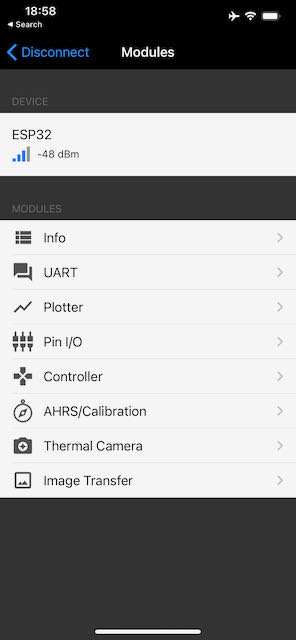 18:58
Search
Disconnect
Modules
DEVICE
ESP32
-48 dBm
MODULES
Info
UART
Plotter
Pin I/O
Controller
AHRS/Calibration
Thermal Camera
Image Transfer